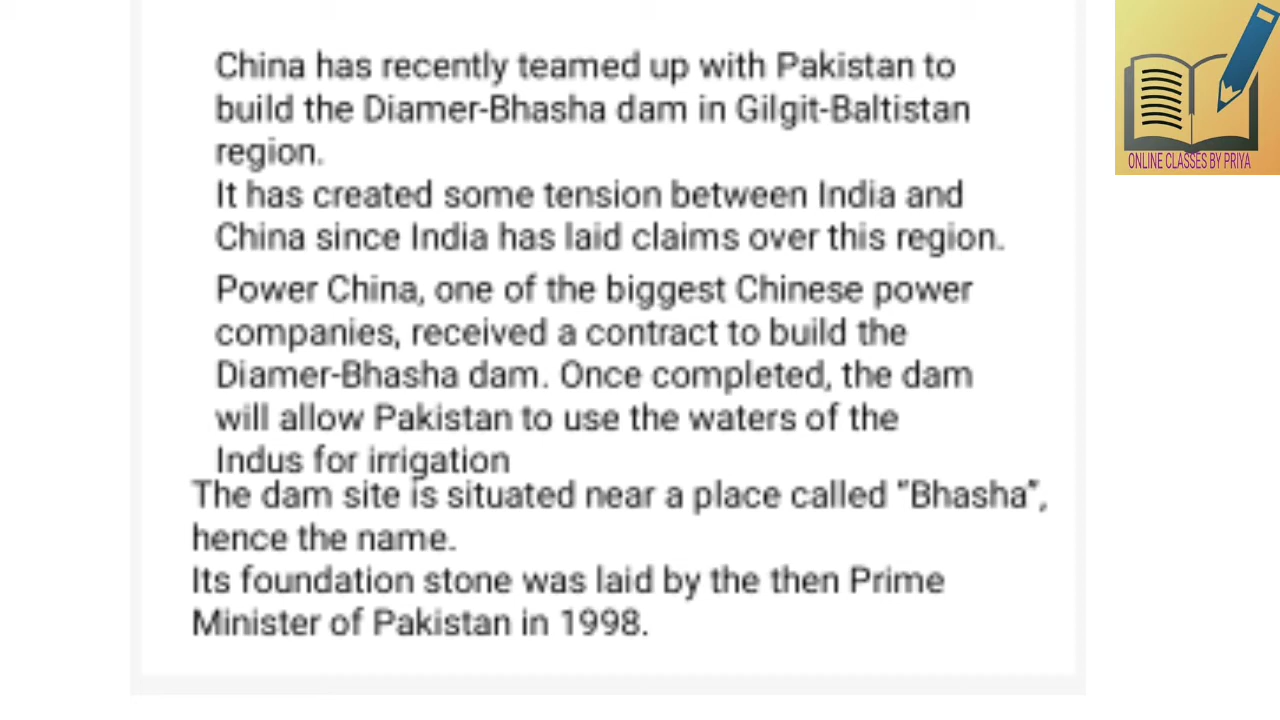 China has recently teamed up with Pakistan to
build the Diamer-Bhasha dam in Gilgit-Baltistan
region.
It has created some tension between India and
China since India has laid claims over this region.
Power China, one of the biggest Chinese power
companies, received a contract to build the
Diamer-Bhasha dam. Once completed, the dam
will allow Pakistan to use the waters of the
Indus for irrigation
The dam site is situated near a place called "Bhasha",
hence the name.
Its foundation stone was laid by the then Prime
Minister of Pakistan in 1998.
ONLINE CLASSES BY PRIYA